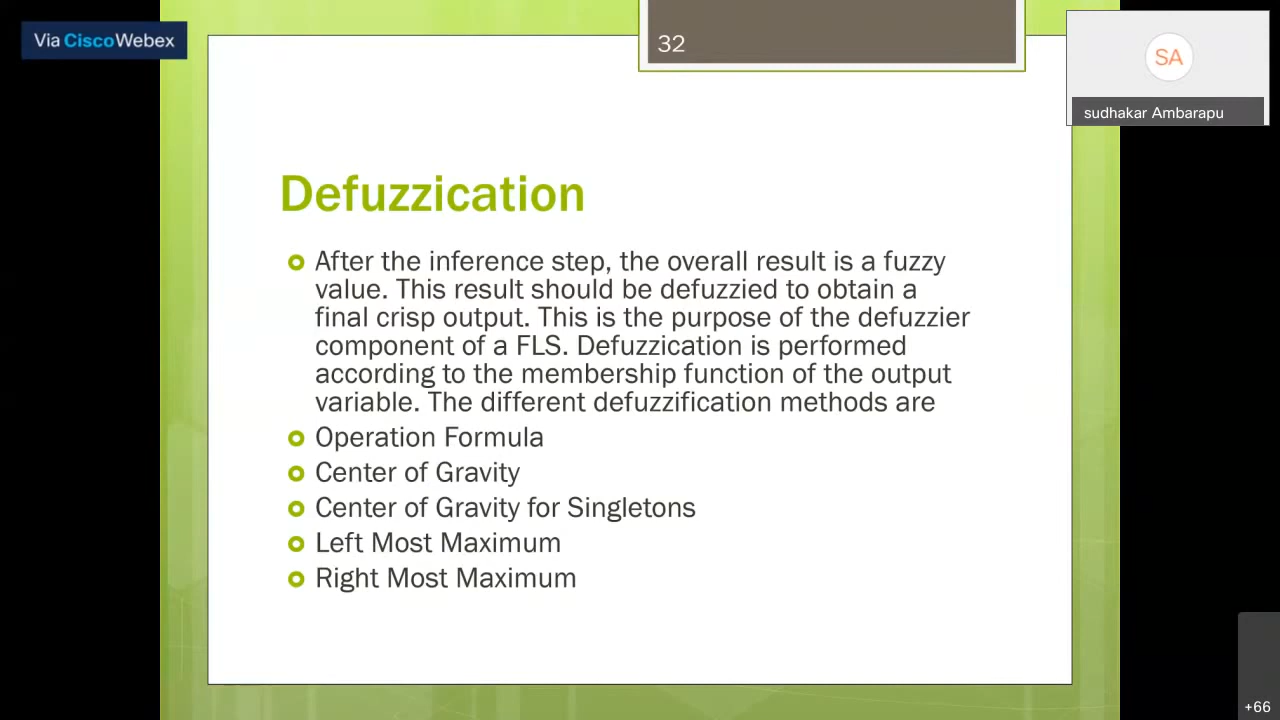 Via CiscoWebex
32
SA
sudhakar Ambarapu
Defuzzication
After the inference step, the overall result is a fuzzy
value. This result should be defuzzied to obtain a
final crisp output. This is the purpose of the defuzzier
component of a FLS. Defuzzication is performed
according to the membership function of the output
variable. The different defuzzification methods are
Operation Formula
Center of Gravity
Center of Gravity for Singletons
Left Most Maximum
Right Most Maximum
+66